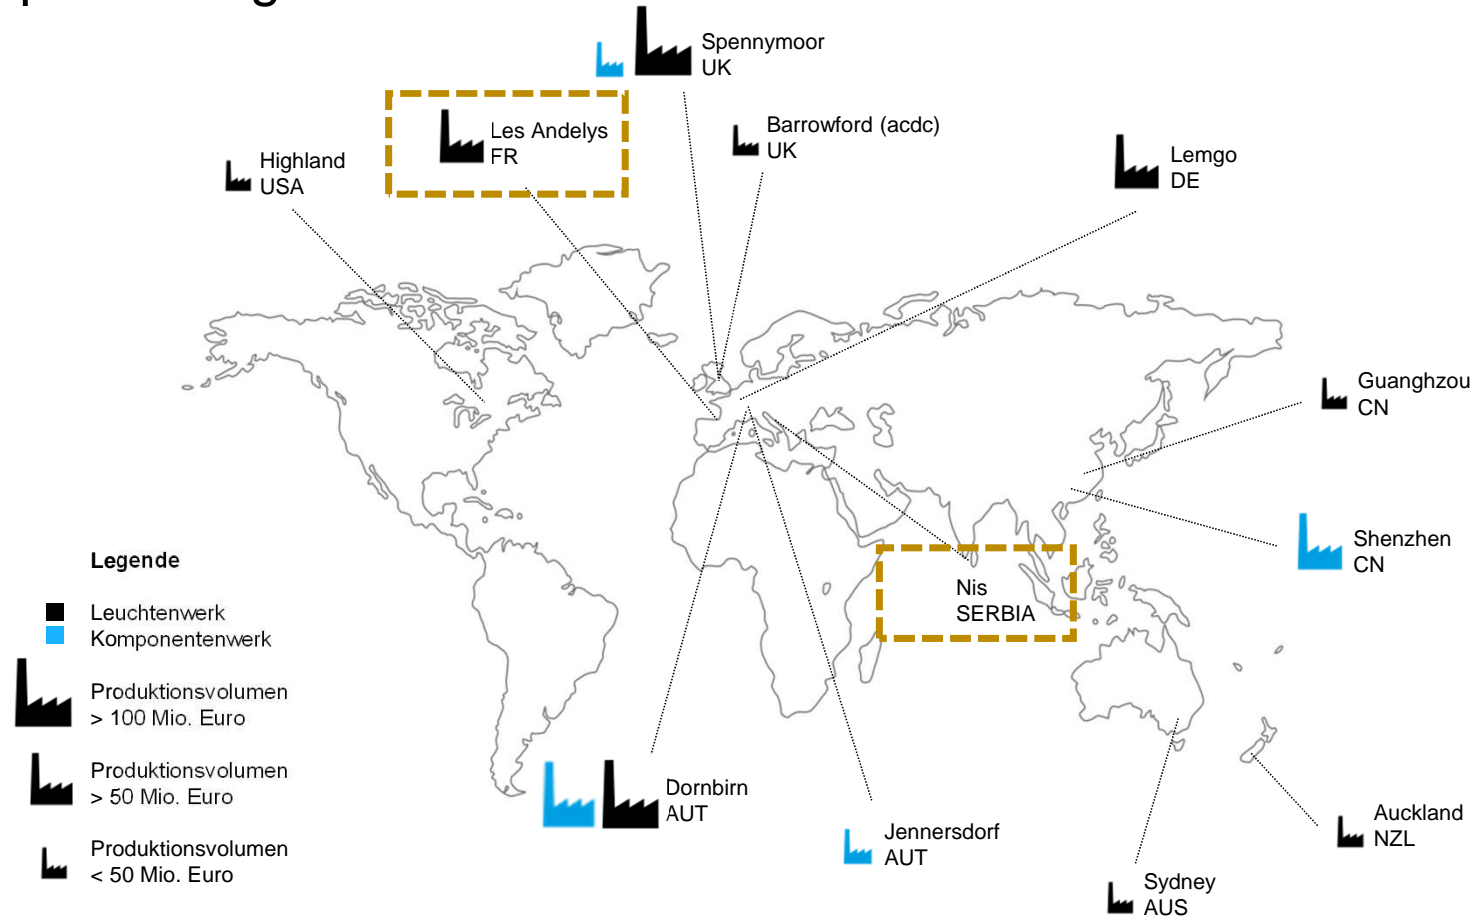 Spennymoor
UK
Les Andelys
FR
Barrowford (acdc)
UK
Highland
USA
Lemgo
DE
Guanghzou
CN
Shenzhen
CN
Nis
SERBIA
Legende
Leuchtenwerk
Komponentenwerk
Produktionsvolumen
> 100 Mio. Euro
Produktionsvolumen
> 50 Mio. Euro
Produktionsvolumen
< 50 Mio. Euro
Dornbirn
AUT
Jennersdorf
AUT
Auckland
NZL
Sydney
AUS